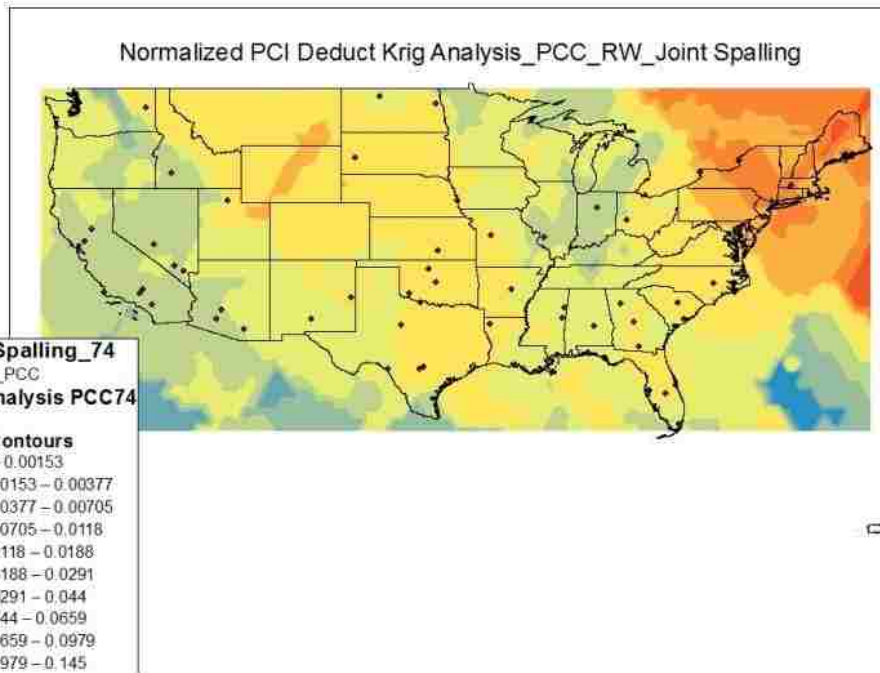 Normalized PCI Deduct Krig Analysis_PCC_RW_Joint Spalling
Spalling_74
_PCC
nalysis PCC74
ontours
0.00153
0153 – 0.00377
0377 – 0.00705
0705 – 0.0118
118 – 0.0188
188 – 0.0291
291 – 0.044
44 – 0.0659
659 – 0.0979
979 – 0.145